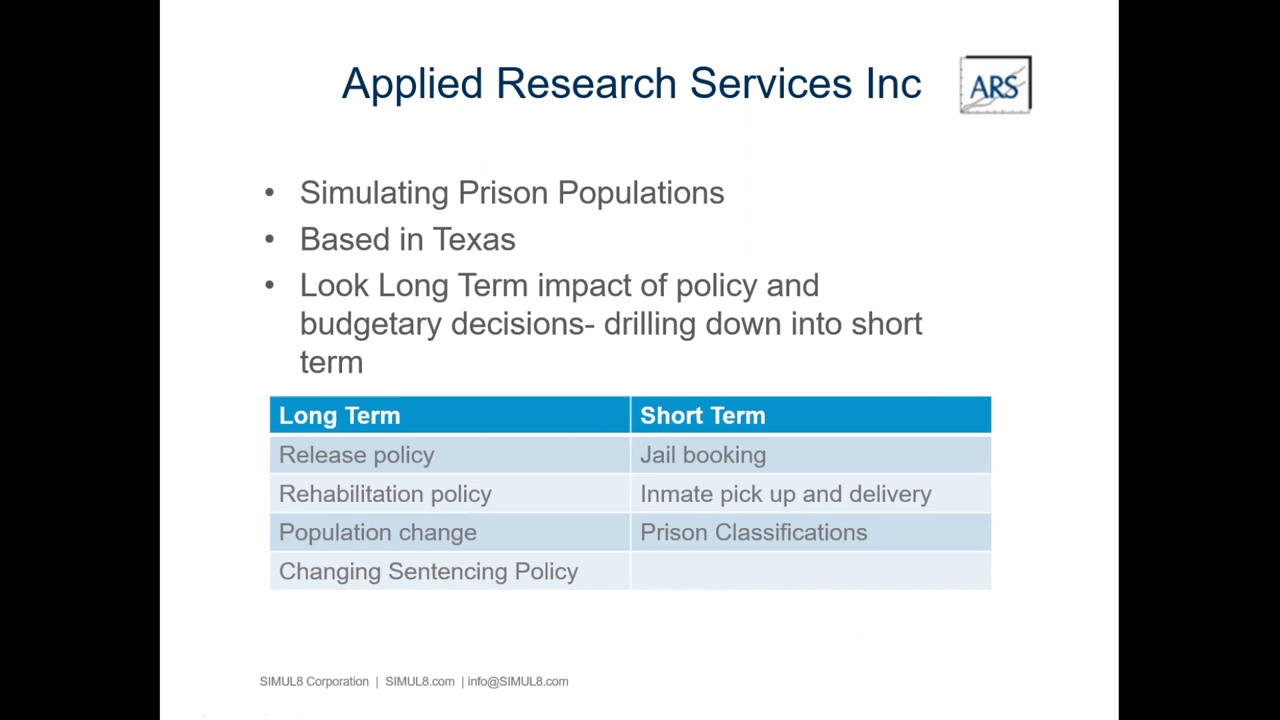 Applied Research Services Inc
ARS
• Simulating Prison Populations
• Based in Texas
• Look Long Term impact of policy and
budgetary decisions- drilling down into short
term
Long Term Short Term
Release policy Jail booking
Rehabilitation policy Inmate pick up and delivery
Population change Prison Classifications
Changing Sentencing Policy
SIMUL8 Corporation | SIMUL8.com | info@SIMUL8.com